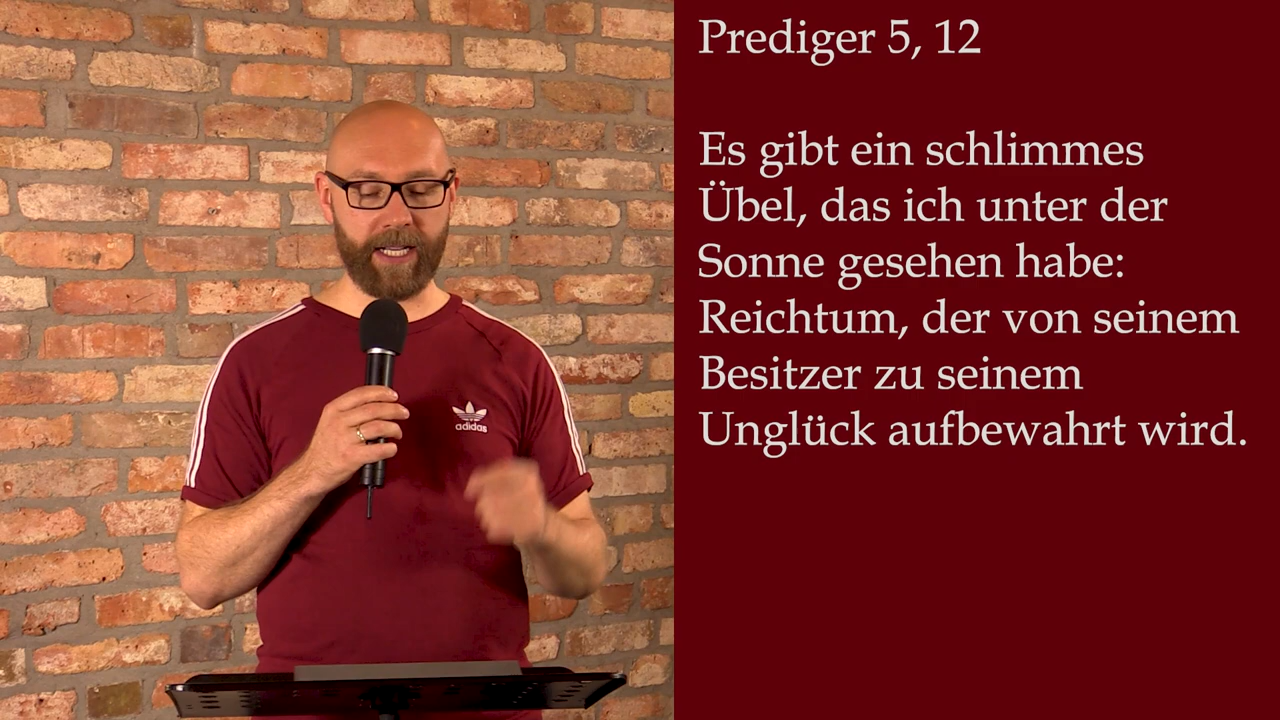 Prediger 5, 12
Es gibt ein schlimmes
Übel, das ich unter der
Sonne gesehen habe:
Reichtum, der von seinem
Besitzer zu seinem
Unglück aufbewahrt wird.
adidas